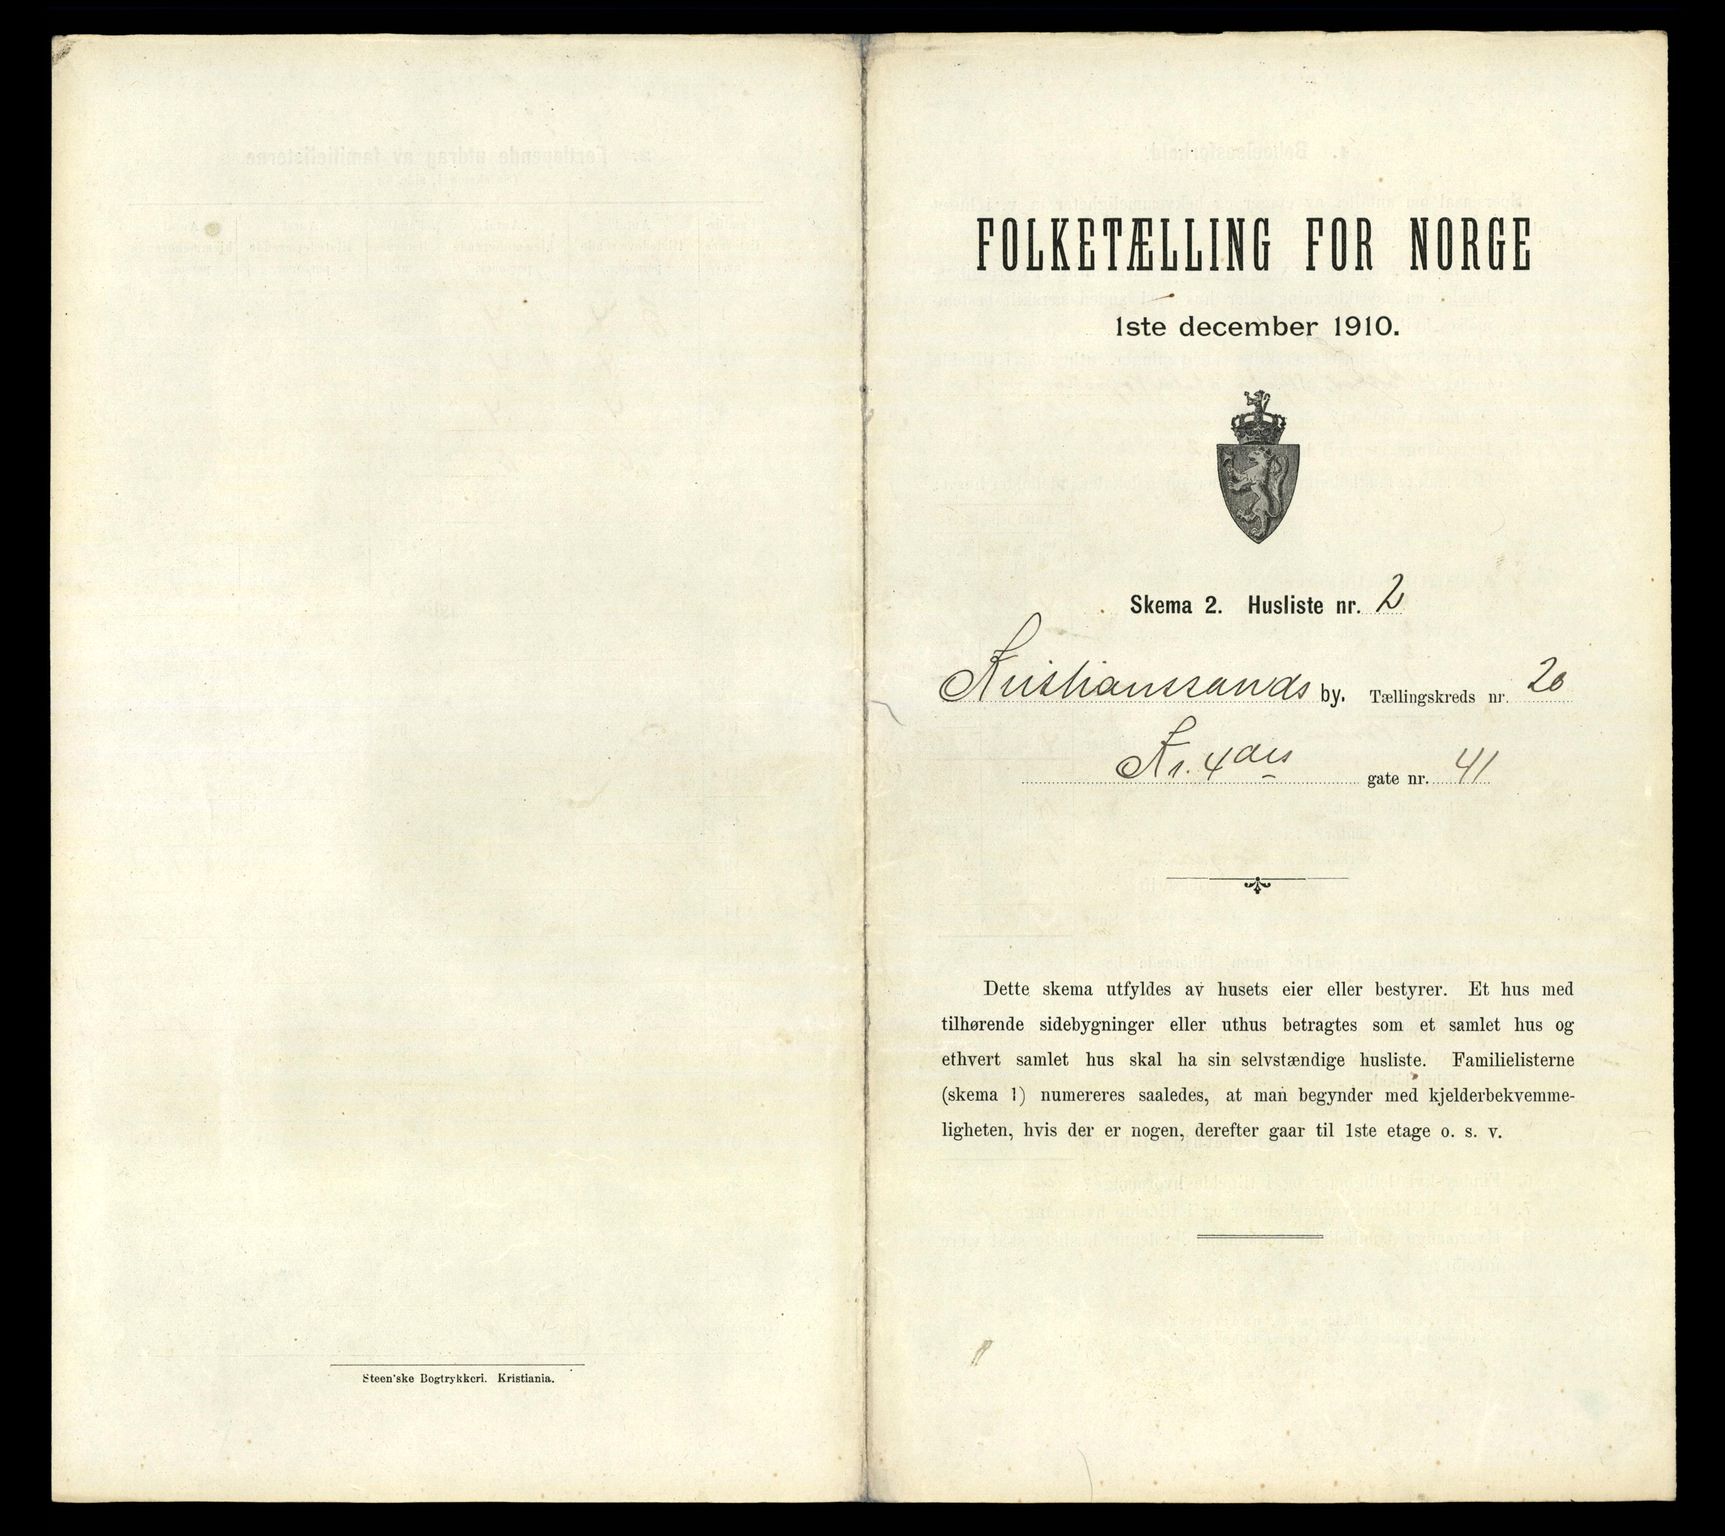 Steen'ske Bogtrykkeri. Kristiania.
FOLKETÆLLING FOR NORGE
1ste december 1910.
Skema 2. Husliste nr. 2
Kristianssands by. Tællingskreds nr. 20
Kr. 4des gate nr. 41
Dette skema utfyldes av husets eier eller bestyrer. Et hus med
tilhørende sidebygninger eller uthus betragtes som et samlet hus og
ethvert samlet hus skal ha sin selvstændige husliste. Familielisterne
(skema 1) numereres saaledes, at man begynder med kjelderbekvemme-
ligheten, hvis der er nogen, derefter gaar til 1ste etage o. s. v.